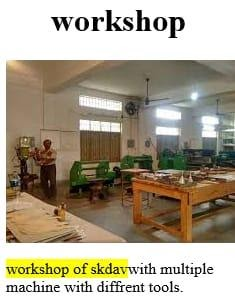 workshop
workshop of skdavwith multiple
machine with diffrent tools.